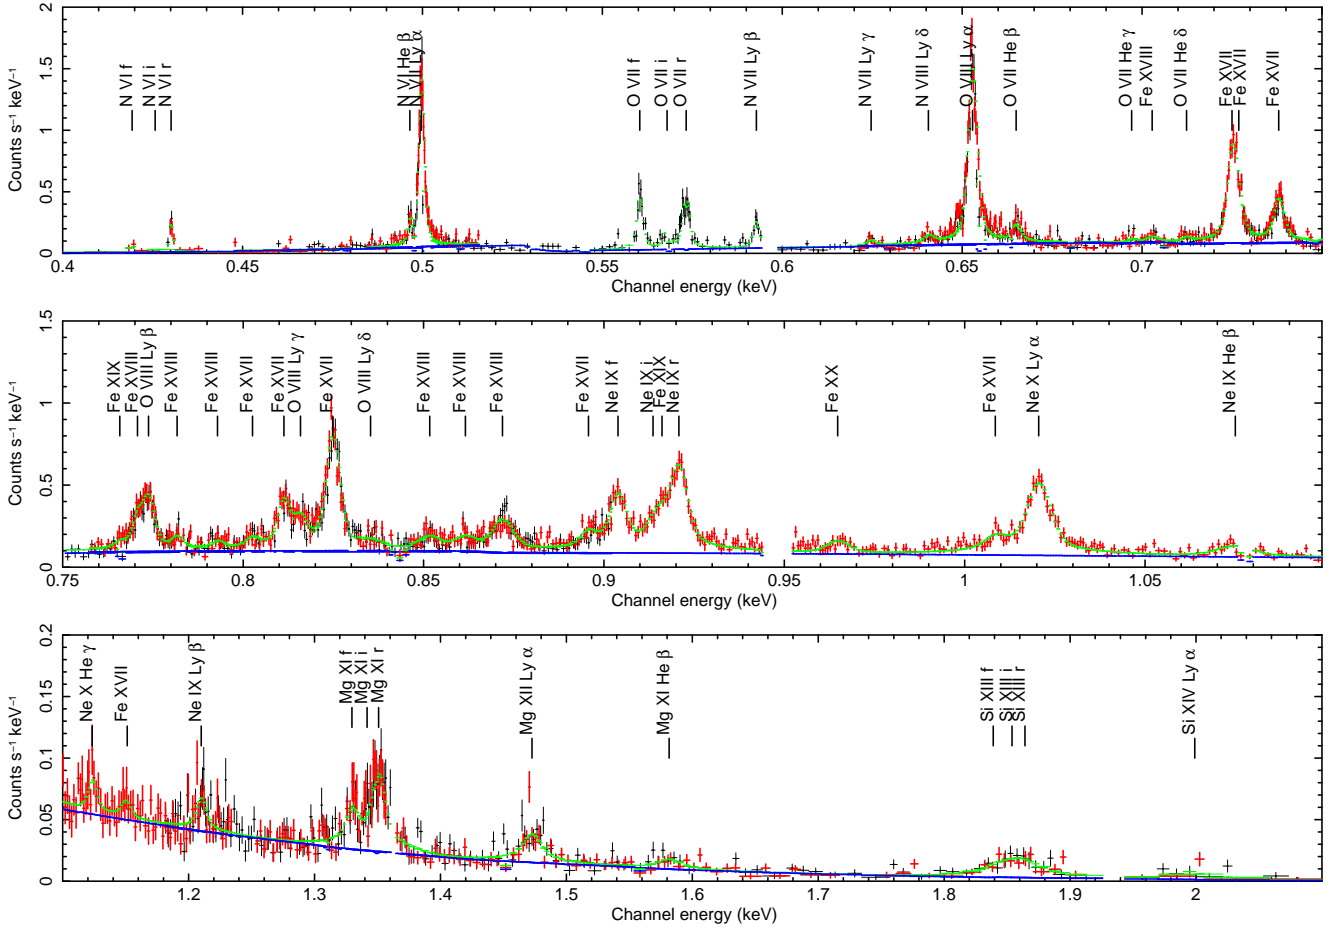 N VI f
N VI i
N VI r
N VI He β
N VII Ly α
O VII f
O VII i
O VII r
N VII Ly β
N VII Ly γ
N VIII Ly δ
O VIII Ly α
O VII He β
O VII He γ
Fe XVIII
O VII He δ
Fe XVII
Fe XVII
Fe XVII
Counts s⁻¹ keV⁻¹
0
0.5
1
1.5
2
0.4
0.45
0.5
0.55
0.6
0.65
0.7
Channel energy (keV)
Fe XIX
Fe XVIII
O VIII Ly β
Fe XVIII
Fe XVIII
Fe XVII
Fe XVII
O VIII Ly γ
Fe XVII
O VIII Ly δ
Fe XVIII
Fe XVIII
Fe XVIII
Fe XVII
Ne IX f
Ne IX i
Fe XIX
Ne IX r
Fe XX
Fe XVII
Ne X Ly α
Ne IX He β
Counts s⁻¹ keV⁻¹
0
0.5
1
1.5
0.75
0.8
0.85
0.9
0.95
1
1.05
Channel energy (keV)
Ne X He γ
Fe XVII
Ne IX Ly β
Mg XI f
Mg XI i
Mg XI r
Mg XII Ly α
Mg XI He β
Si XIII f
Si XIII i
Si XIII r
Si XIV Ly α
Counts s⁻¹ keV⁻¹
0
0.05
0.1
0.15
0.2
1.2
1.3
1.4
1.5
1.6
1.7
1.8
1.9
2
Channel energy (keV)